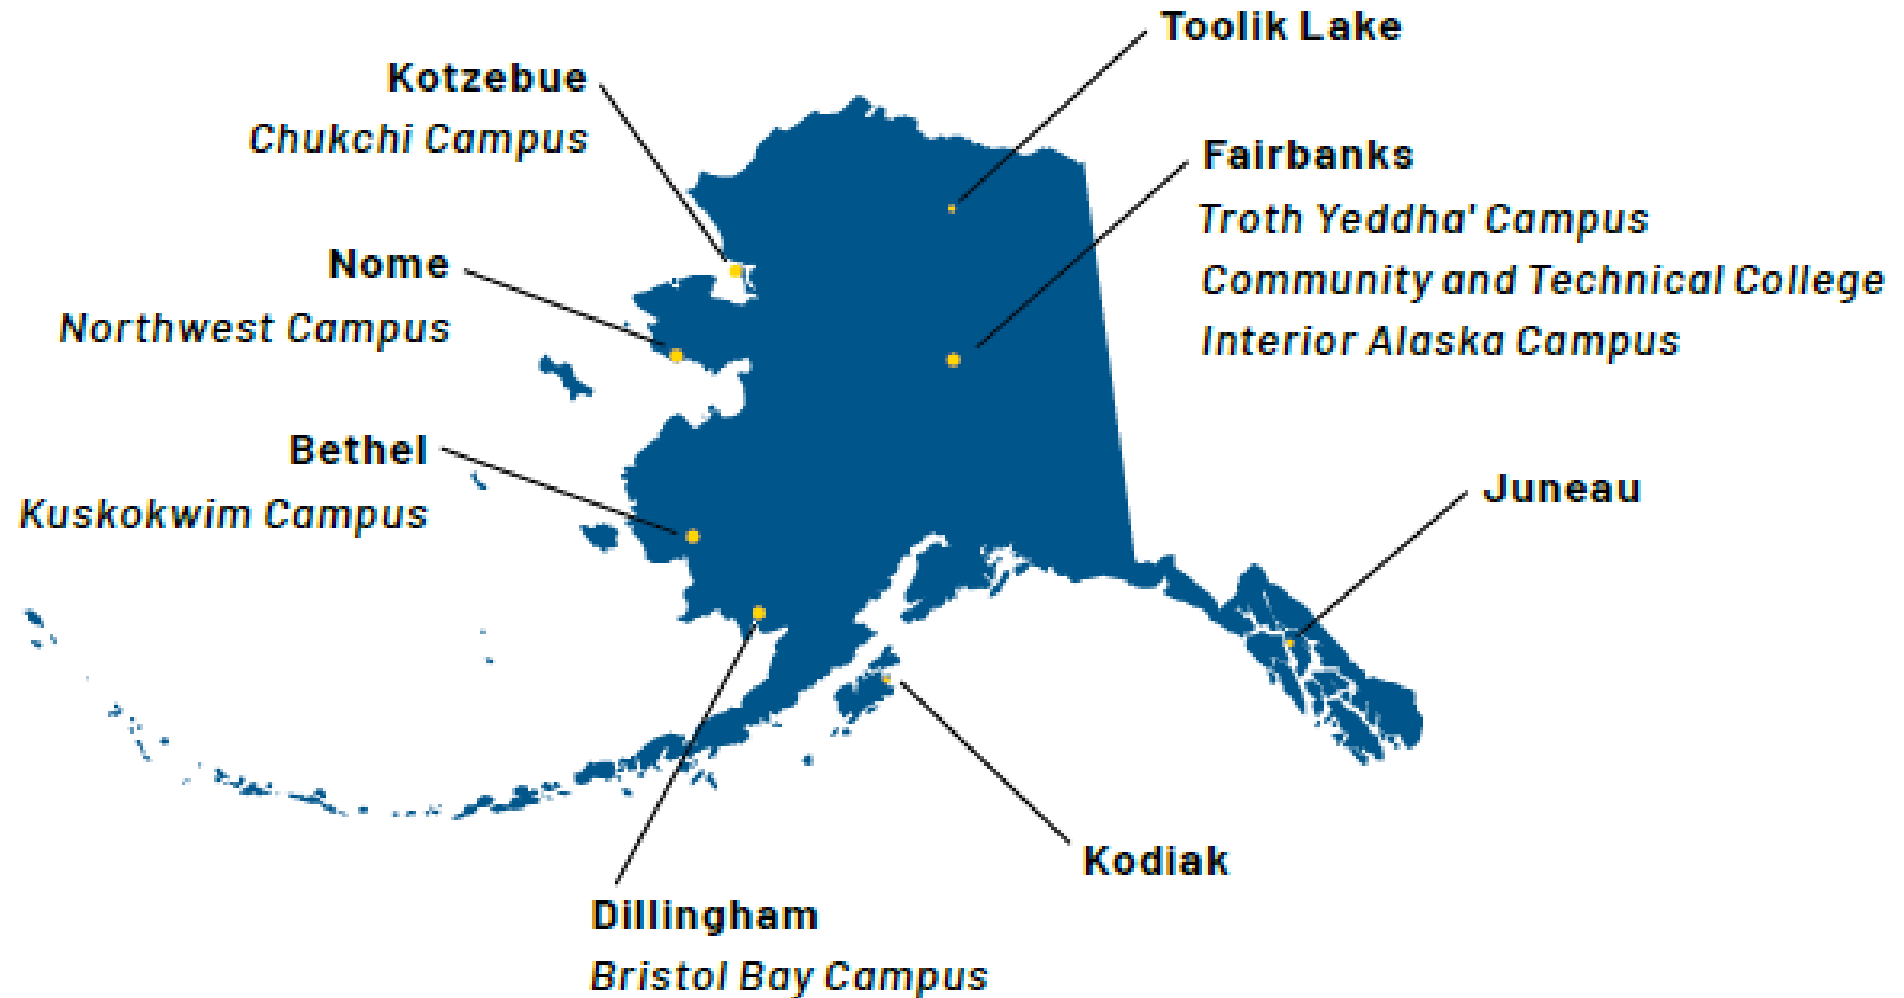 Toolik Lake
Kotzebue
Chukchi Campus
Fairbanks
Troth Yeddha' Campus
Community and Technical College
Interior Alaska Campus
Nome
Northwest Campus
Bethel
Kuskokwim Campus
Juneau
Kodiak
Dillingham
Bristol Bay Campus